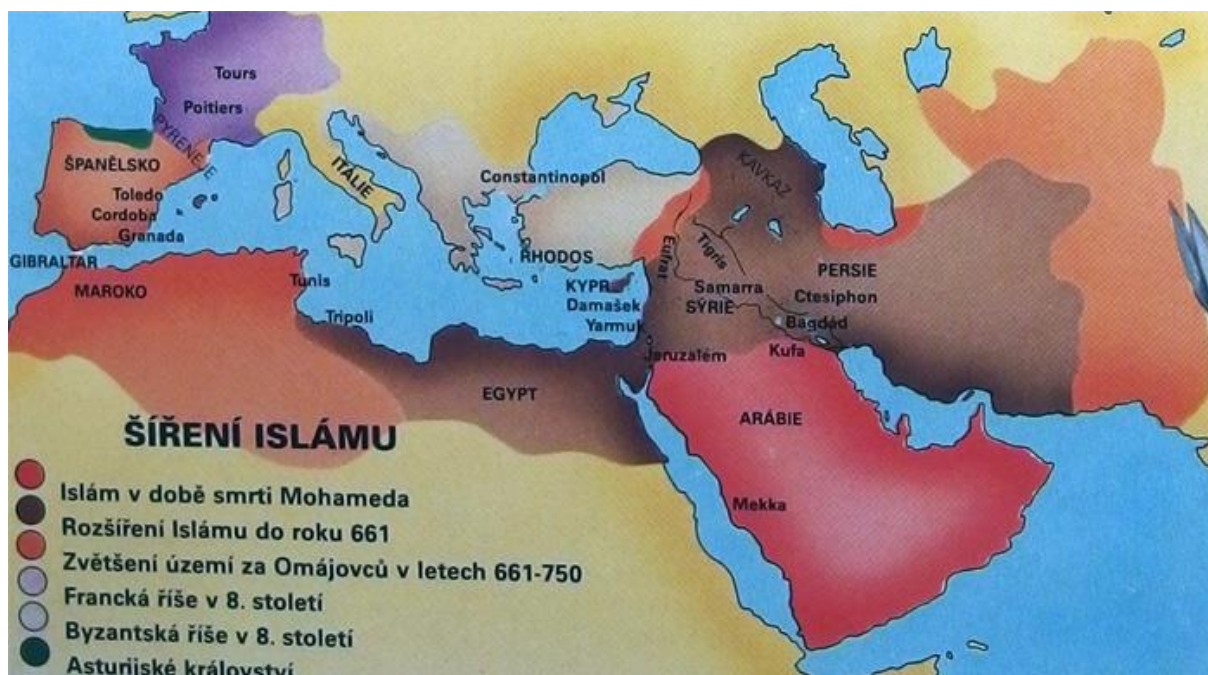 Tours
Poitiers
PYRENEJE
ŠPANĚLSKO
Toledo
Cordoba
Granada
GIBRALTAR
MAROKO
ITÁLIE
Constantinopol
KAVKAZ
RHODOS
KYPR
Damašek
Yarmuk
Eufrat
Tigris
Samarra
SÝRIE
PERSIE
Ctesiphon
Bagdád
Tunis
Tripoli
Jeruzalém
Kufa
EGYPT
ARÁBIE
Mekka
ŠÍŘENÍ ISLÁMU
Islám v době smrti Mohameda
Rozšíření Islámu do roku 661
Zvětšení území za Omájovců v letech 661-750
Francká říše v 8. století
Byzantská říše v 8. století
Asturijské království